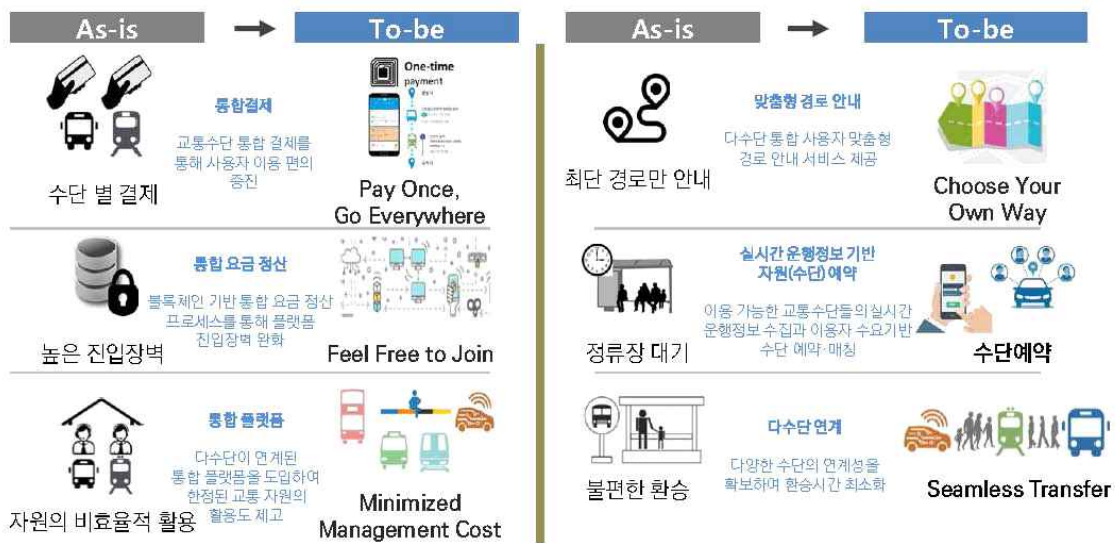 As-is
To-be
One-time
payment
통합결제
교통수단 통합 결제를
통해 사용자 이용 편의
증진
수단 별 결제
Pay Once,
Go Everywhere
통합 요금 정산
블록체인 기반 통합 요금 정산
프로세스를 통해 플랫폼
진입장벽 완화
높은 진입장벽
Feel Free to Join
통합 플랫폼
다수단이 연계된
통합 플랫폼을 도입하여
한정된 교통 자원의
활용도 제고
자원의 비효율적 활용
Minimized
Management Cost
As-is
To-be
맞춤형 경로 안내
다수단 통합 사용자 맞춤형
경로 안내 서비스 제공
최단 경로만 안내
Choose Your
Own Way
실시간 운행정보 기반
자원(수단) 예약
이용 가능한 교통수단들의 실시간
운행정보 수집과 이용자 수요기반
수단 예약·매칭
정류장 대기
수단예약
다수단 연계
다양한 수단의 연계성을
확보하여 환승시간 최소화
불편한 환승
Seamless Transfer